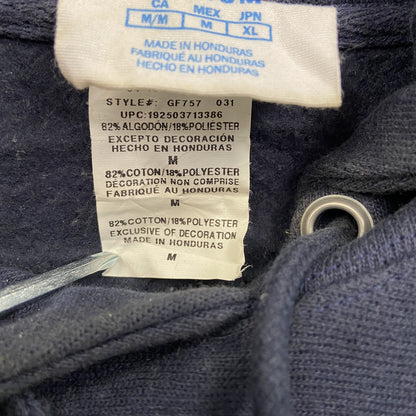 CA MEX JPN
M/M M XL
MADE IN HONDURAS
FABRIQUÉ AU HONDURAS
HECHO EN HONDURAS
STYLE#: GF757 031
UPC:192503713386
82%ALGODON/18%POLIESTER
EXCEPTO DECORACIÓN
HECHO EN HONDURAS
M
82%COTON/18%POLYESTER
DÉCORATION NON COMPRISE
FABRIQUÉ AU HONDURAS
M
82%COTTON/18%POLYESTER
EXCLUSIVE OF DECORATION
MADE IN HONDURAS
M